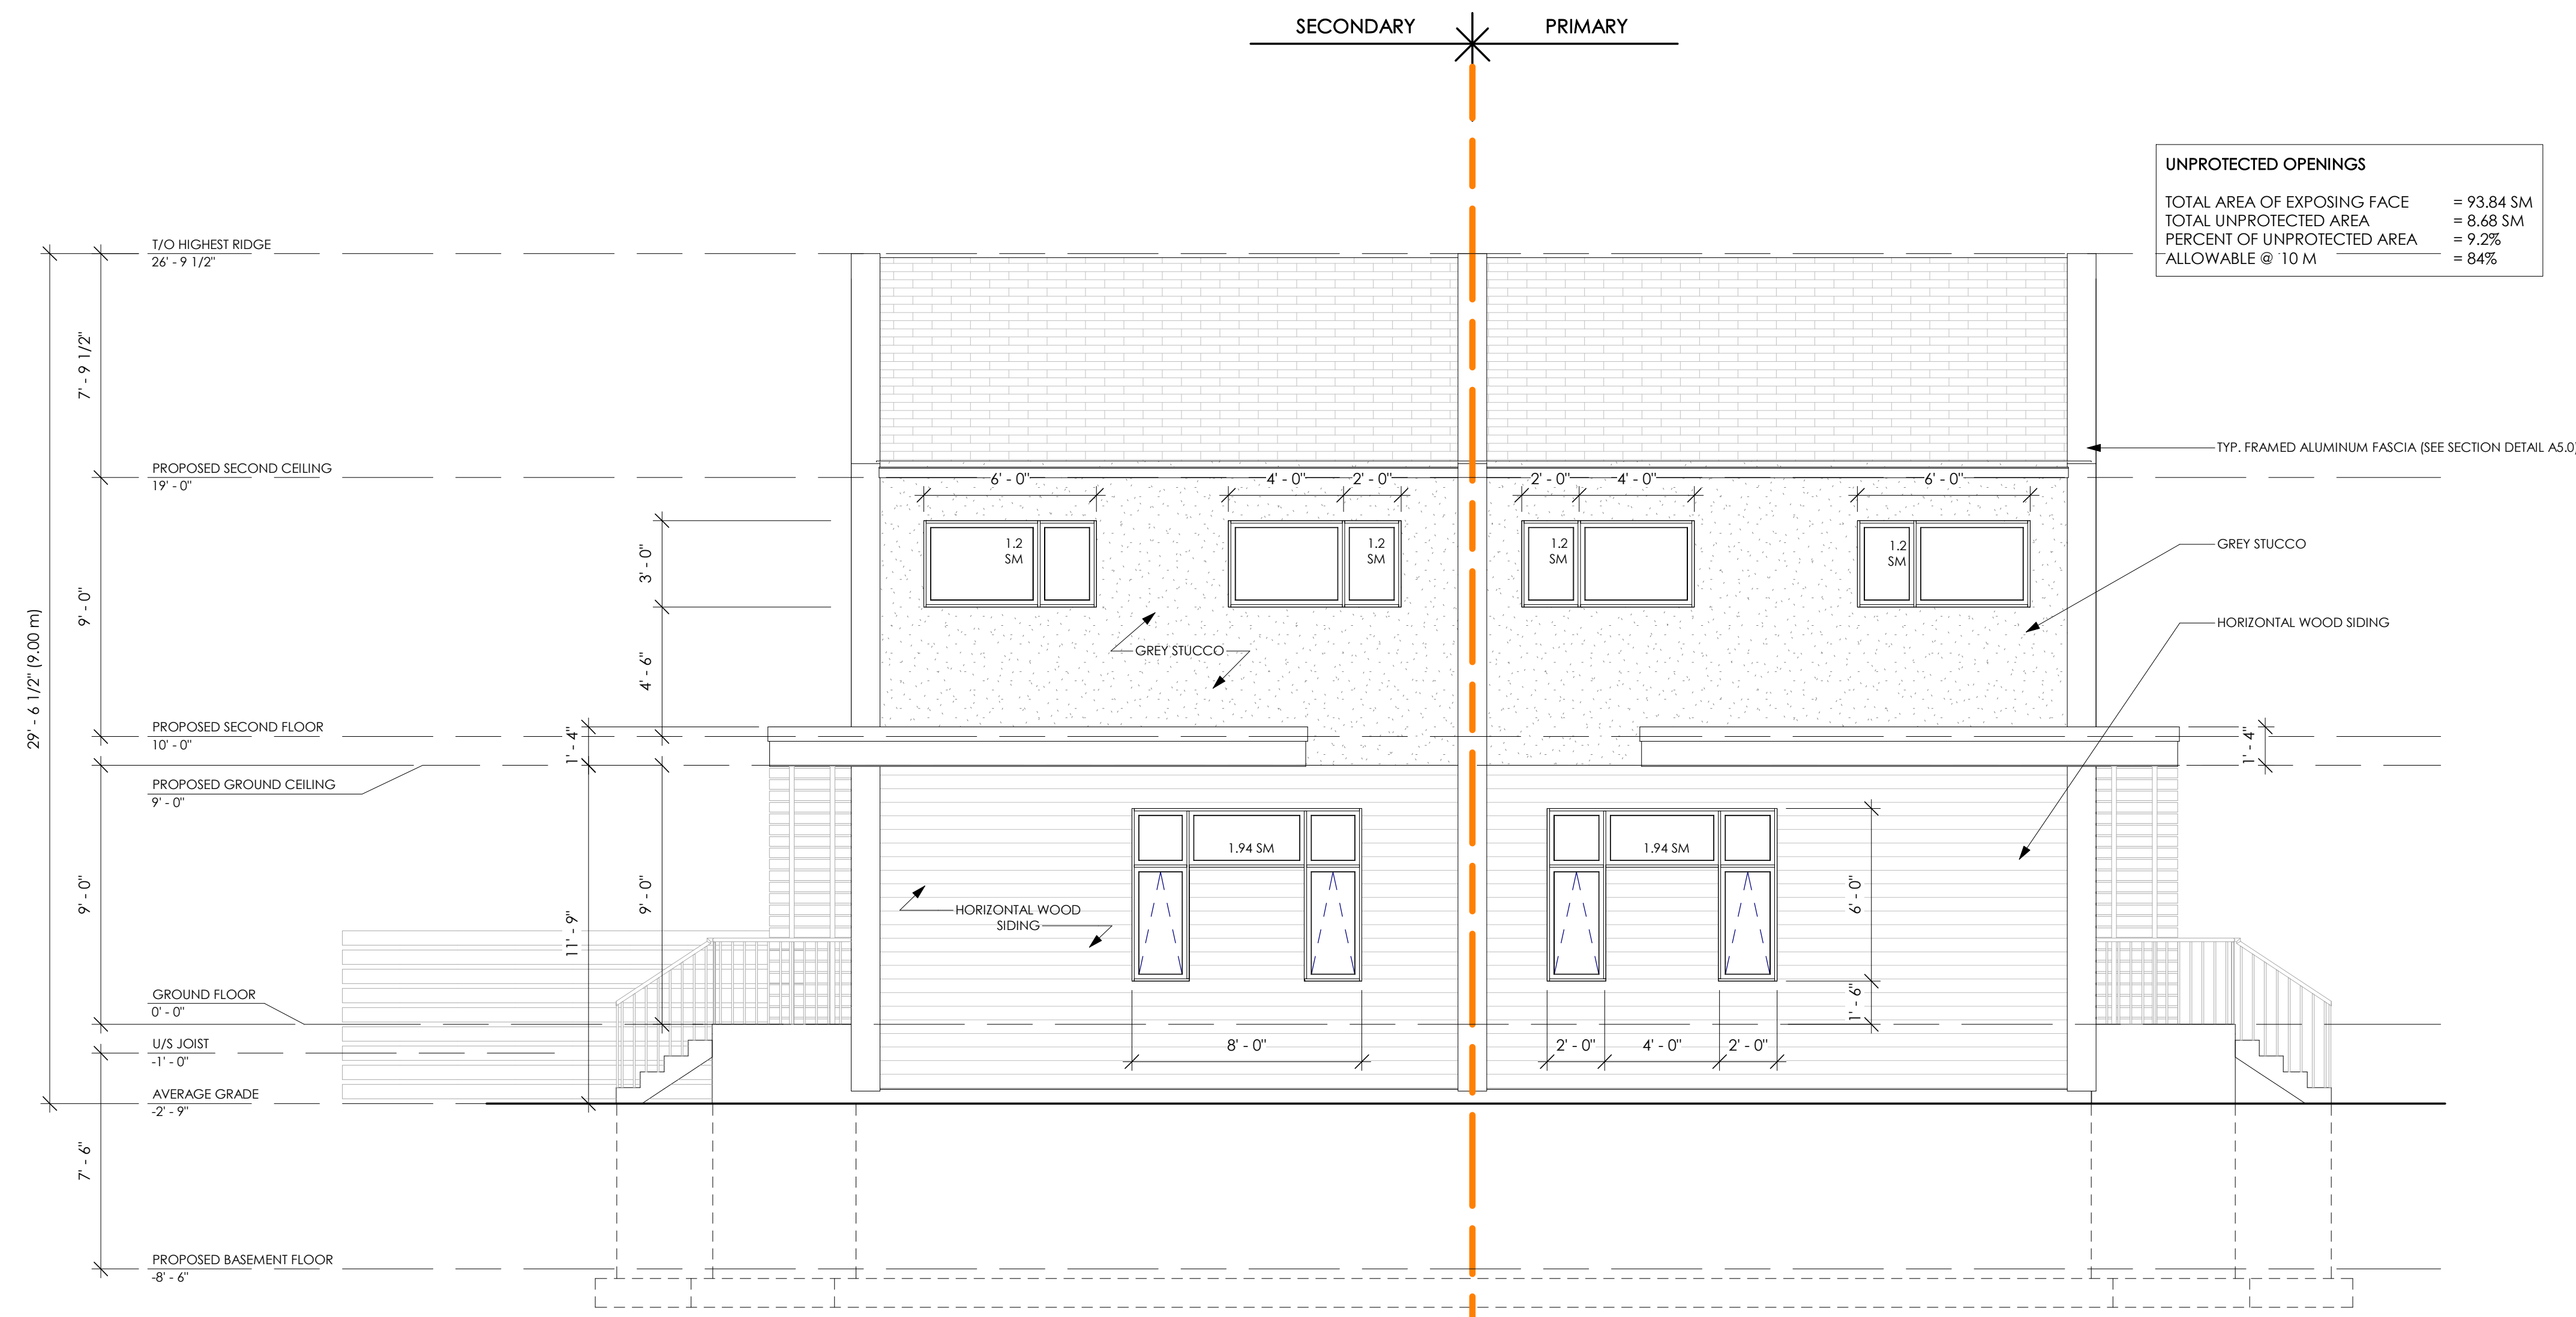 SECONDARY
PRIMARY
UNPROTECTED OPENINGS
TOTAL AREA OF EXPOSING FACE = 93.84 SM
TOTAL UNPROTECTED AREA = 8.68 SM
PERCENT OF UNPROTECTED AREA = 9.2%
ALLOWABLE @ 10 M = 84%
T/O HIGHEST RIDGE
26' - 9 1/2"
7' - 9 1/2"
TYP. FRAMED ALUMINUM FASCIA (SEE SECTION DETAIL A5.0)
PROPOSED SECOND CEILING
19' - 0"
6' - 0"
4' - 0"
2' - 0"
2' - 0"
4' - 0"
6' - 0"
1.2
SM
1.2
SM
1.2
SM
1.2
SM
GREY STUCCO
3' - 0"
9' - 0"
HORIZONTAL WOOD SIDING
GREY STUCCO
4' - 6"
29' - 6 1/2" (9.00 m)
PROPOSED SECOND FLOOR
10' - 0"
1' - 4"
1' - 4"
PROPOSED GROUND CEILING
9' - 0"
1.94 SM
1.94 SM
9' - 0"
9' - 0"
11' - 9"
6' - 0"
HORIZONTAL WOOD
SIDING
GROUND FLOOR
0' - 0"
1' - 6"
U/S JOIST
-1' - 0"
8' - 0"
2' - 0"
4' - 0"
2' - 0"
AVERAGE GRADE
-2' - 9"
7' - 6"
PROPOSED BASEMENT FLOOR
-8' - 6"